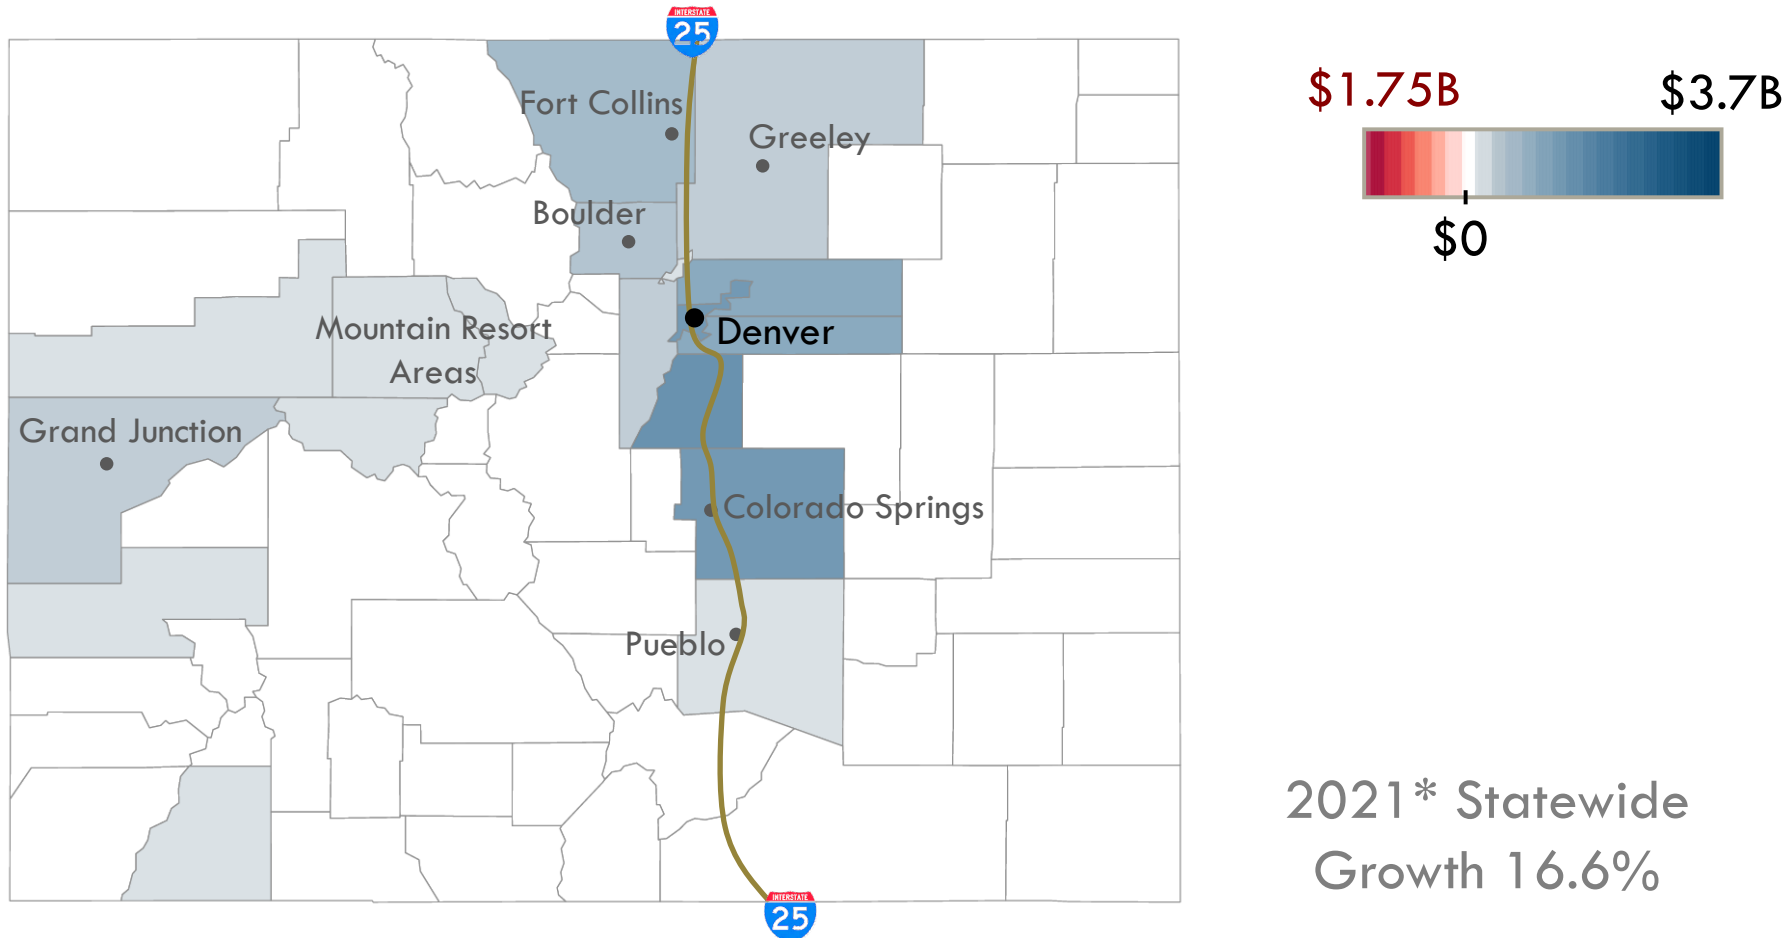 INTERSTATE
25
$1.75B
$3.7B
Fort Collins
Greeley
Boulder
$0
Mountain Resort
Areas
Denver
Grand Junction
Colorado Springs
Pueblo
2021* Statewide
Growth 16.6%
INTERSTATE
25